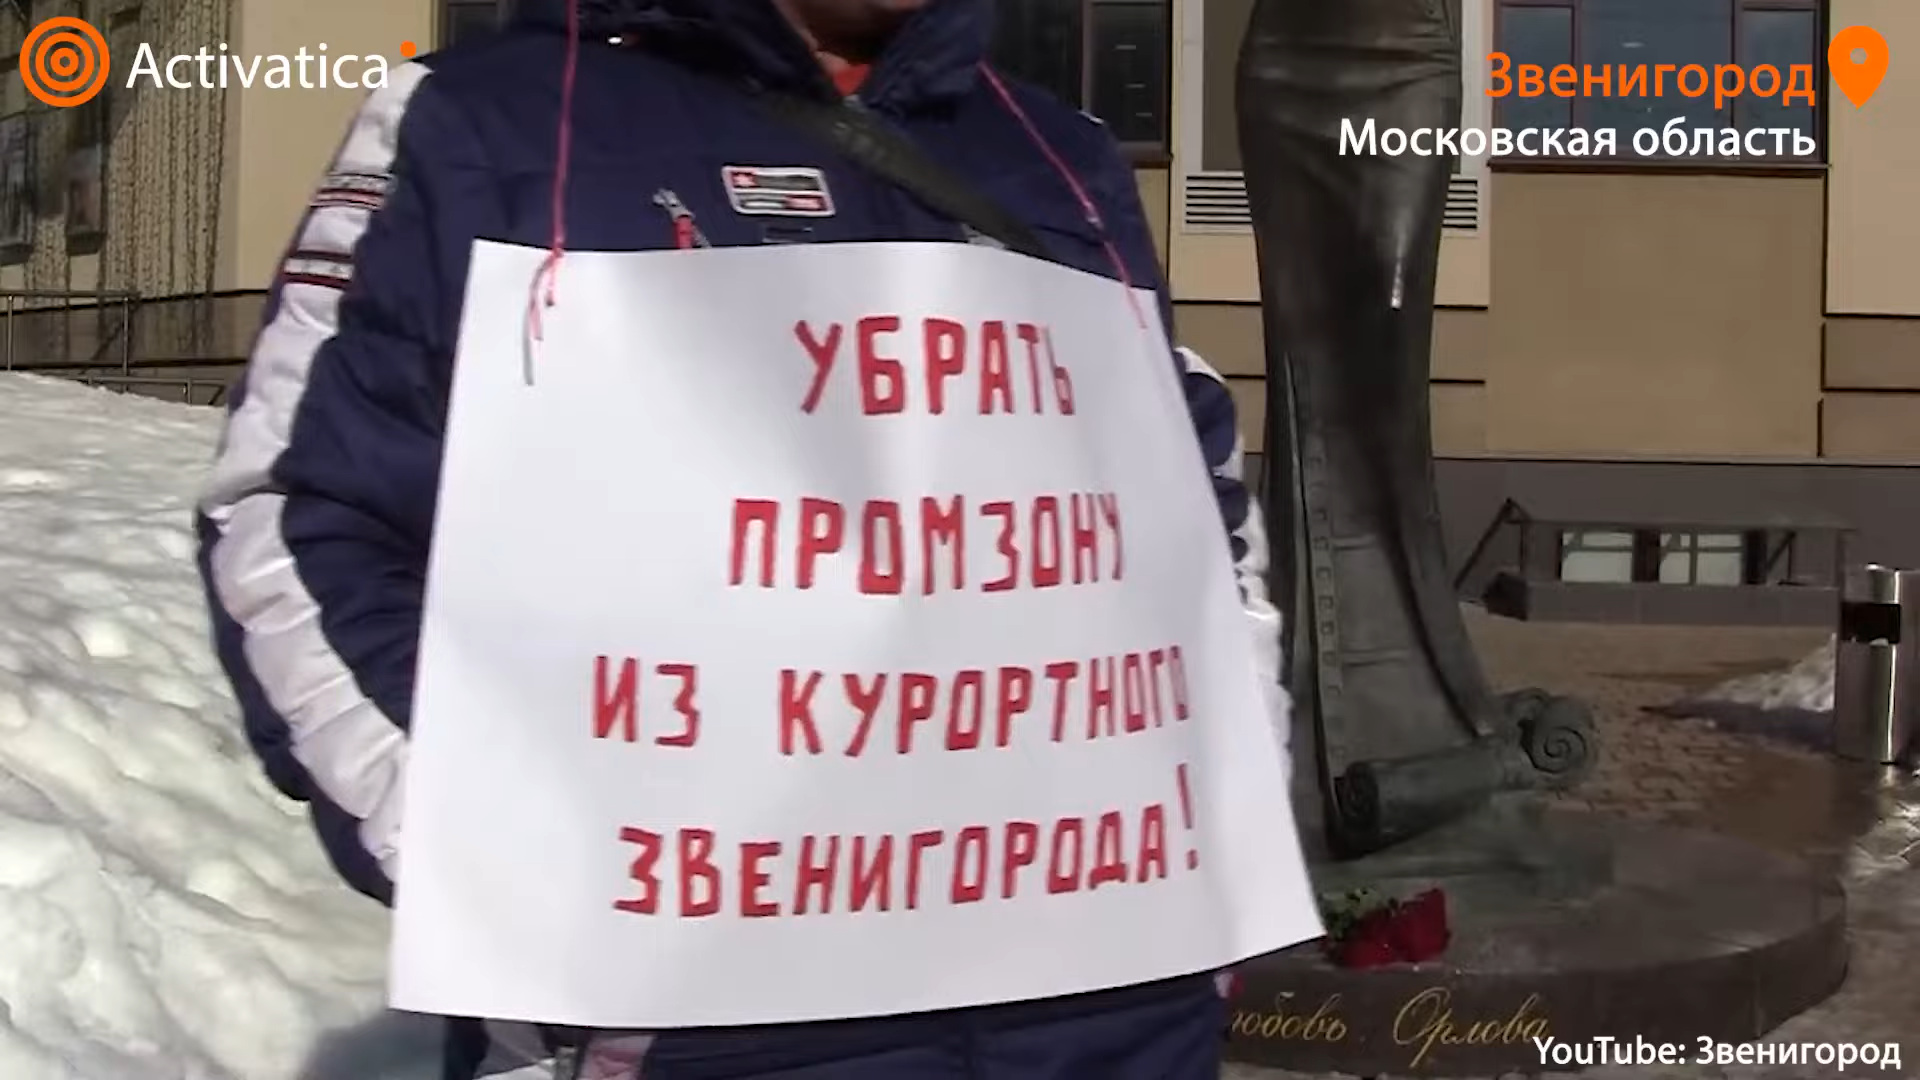 Activatica
Звенигород
Московская область
УБРАТЬ
ПРОМЗОНУ
ИЗ КУРОРТНОГО
ЗВЕНИГОРОДА!
Орлова
YouTube: Звенигород